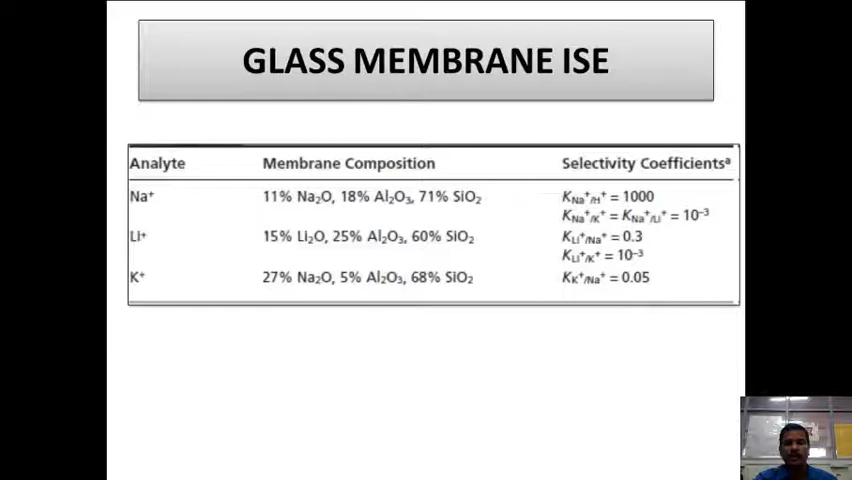 GLASS MEMBRANE ISE
Analyte Membrane Composition Selectivity Coefficientsᵃ
Na⁺ 11% Na₂O, 18% Al₂O₃, 71% SiO₂ K_Na⁺/H⁺ = 1000
K_Na⁺/K⁺ = K_Na⁺/Li⁺ = 10⁻³
Li⁺ 15% Li₂O, 25% Al₂O₃, 60% SiO₂ K_Li⁺/Na⁺ = 0.3
K_Li⁺/K⁺ = 10⁻³
K⁺ 27% Na₂O, 5% Al₂O₃, 68% SiO₂ K_K⁺/Na⁺ = 0.05